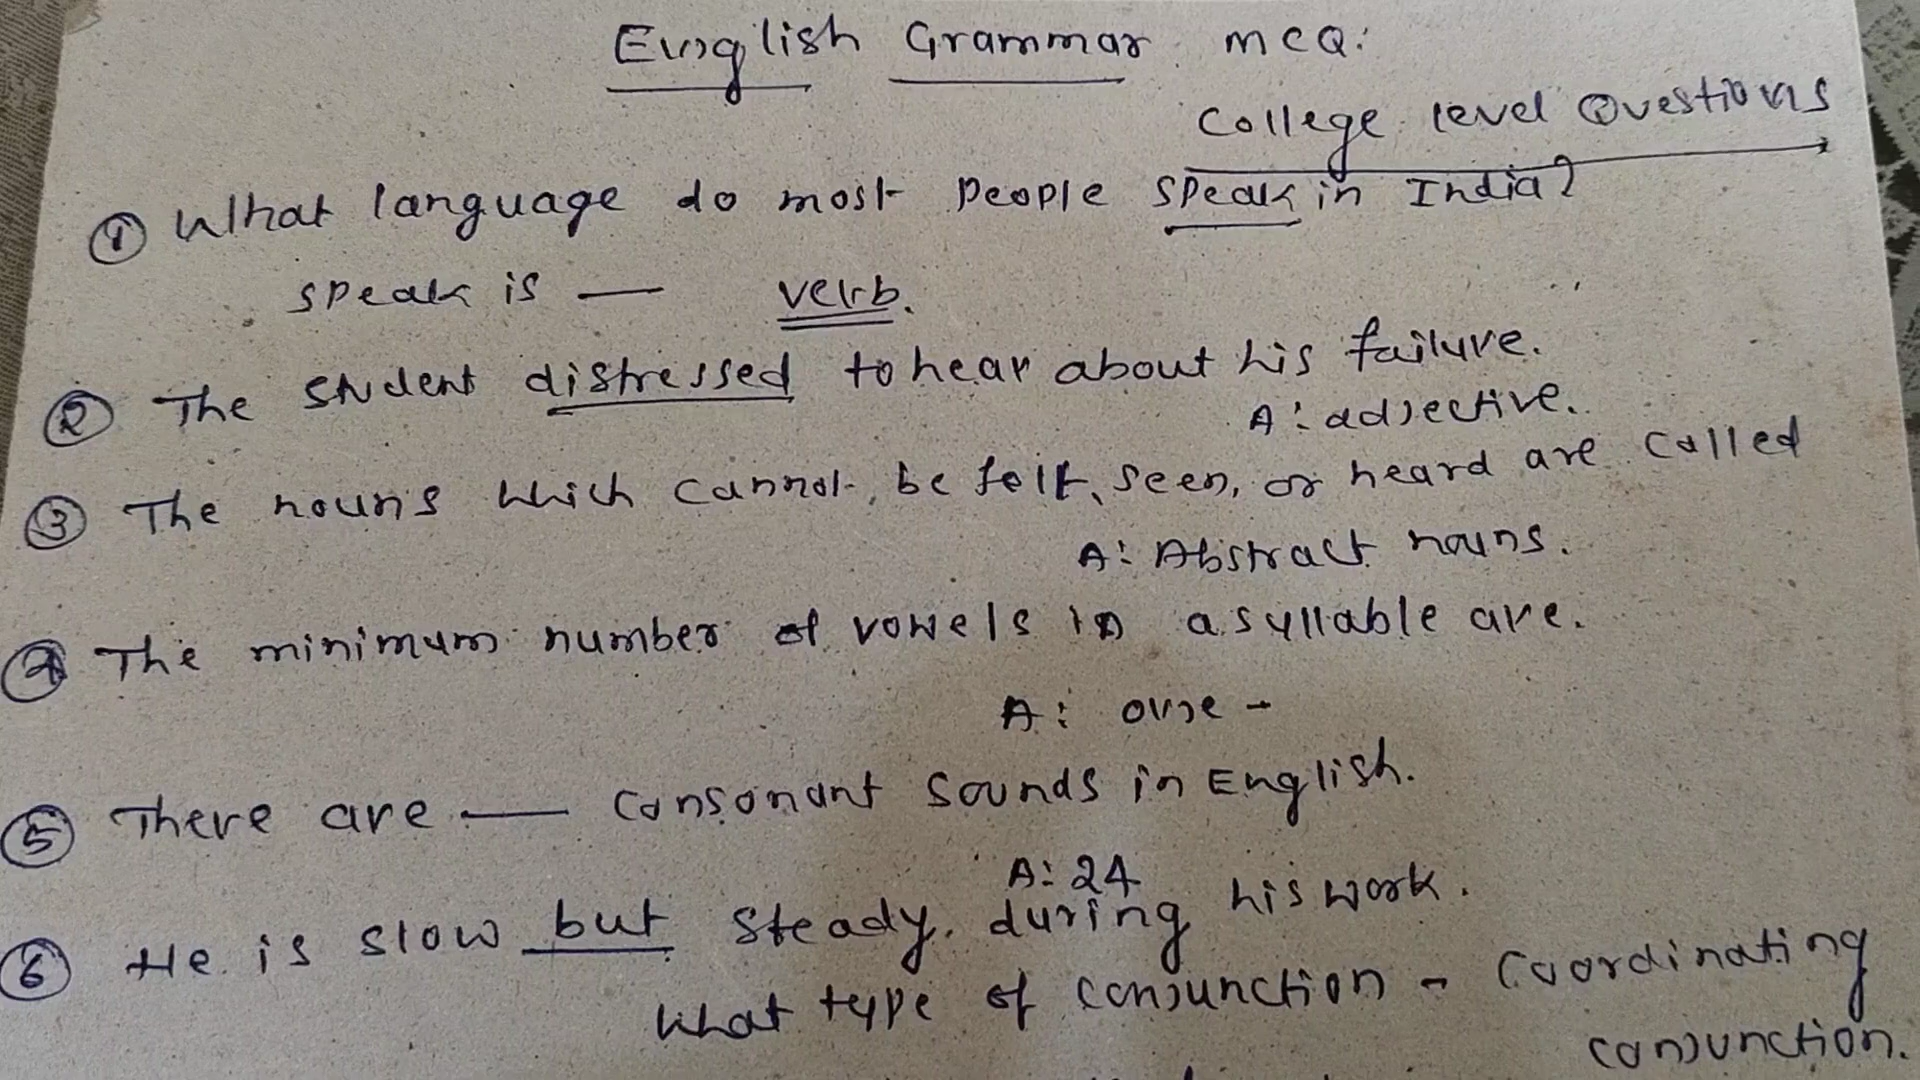 English Grammar MCQ:
College level Questions
① What language do most people speak in India?
speak is — verb.
② The student distressed to hear about his failure.
A: adjective.
③ The nouns which cannot be felt, seen, or heard are called
A: Abstract nouns.
④ The minimum number of vowels in a syllable are.
A: one -
⑤ There are — consonant sounds in English.
A: 24
⑥ He is slow but steady. during his work.
What type of conjunction - coordinating
conjunction.